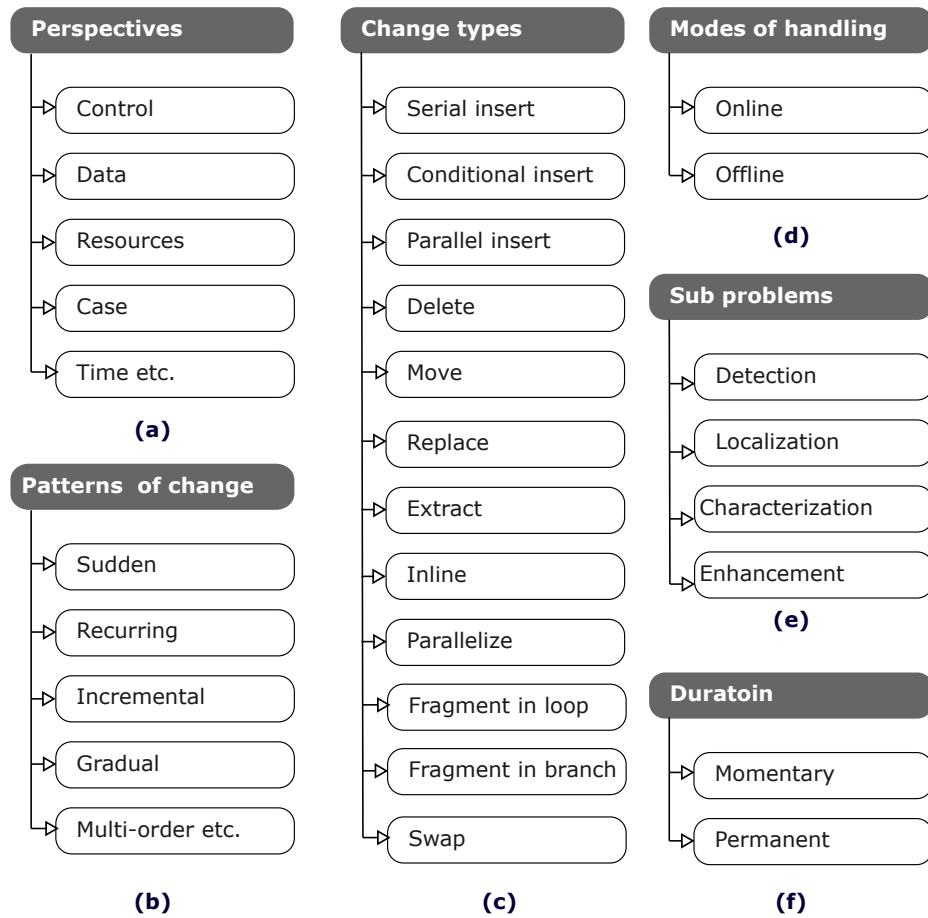 Perspectives
Control
Data
Resources
Case
Time etc.
(a)
Patterns of change
Sudden
Recurring
Incremental
Gradual
Multi-order etc.
(b)
Change types
Serial insert
Conditional insert
Parallel insert
Delete
Move
Replace
Extract
Inline
Parallelize
Fragment in loop
Fragment in branch
Swap
(c)
Modes of handling
Online
Offline
(d)
Sub problems
Detection
Localization
Characterization
Enhancement
(e)
Duratoin
Momentary
Permanent
(f)